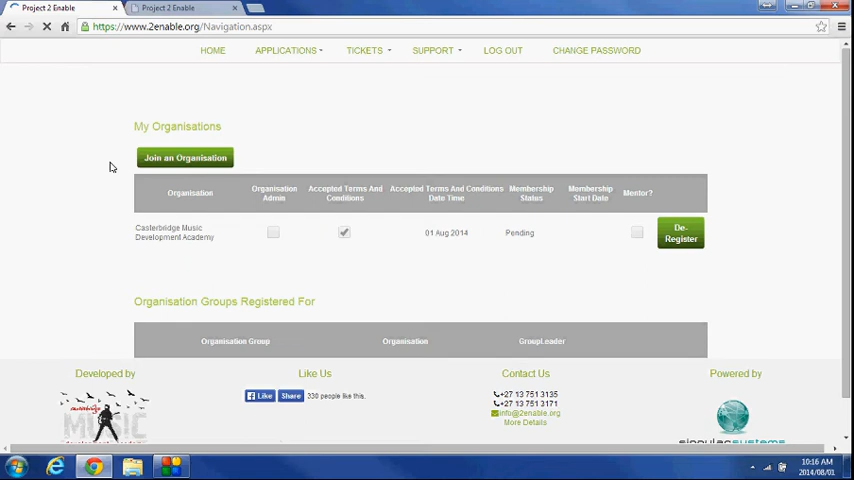 Project 2 Enable
Project 2 Enable
https://www.2enable.org/Navigation.aspx
HOME APPLICATIONS TICKETS SUPPORT LOG OUT CHANGE PASSWORD
My Organisations
Join an Organisation
Organisation Organisation Admin Accepted Terms And Conditions Accepted Terms And Conditions Date Time Membership Status Membership Start Date Mentor?
Casterbridge Music
Development Academy
01 Aug 2014 Pending
De-
Register
Organisation Groups Registered For
Organisation Group Organisation GroupLeader
Developed by Like Us Contact Us Powered by
Like Share 330 people like this.
+27 13 751 3135
+27 13 751 3171
info@2enable.org
More Details
MUSIC
singularsystems
10:16 AM
2014/08/01